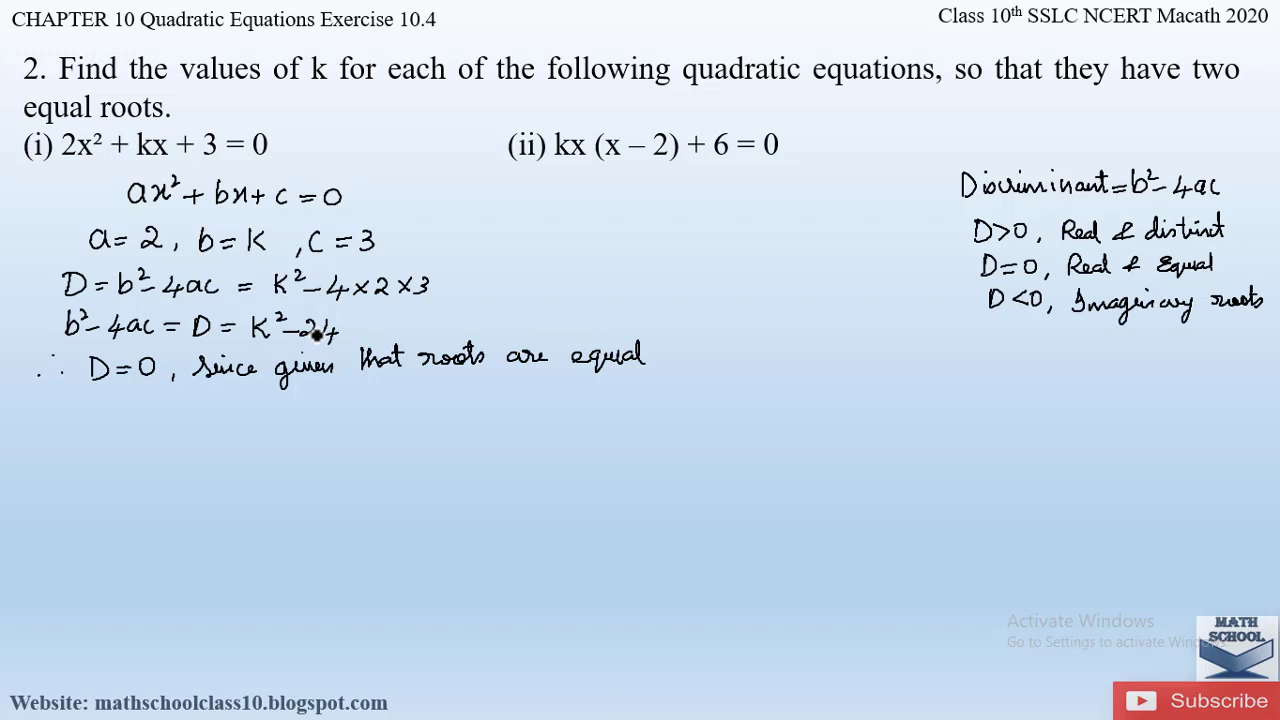 CHAPTER 10 Quadratic Equations Exercise 10.4
Class 10th SSLC NCERT Macath 2020
2. Find the values of k for each of the following quadratic equations, so that they have two
equal roots.
(i) 2x² + kx + 3 = 0
(ii) kx (x – 2) + 6 = 0
ax² + bx + c = 0
a = 2, b = K, c = 3
D = b² – 4ac = K² – 4 × 2 × 3
b² – 4ac = D = K² – 24
∴ D = 0, since given that roots are equal
Discriminant = b² – 4ac
D > 0, Real & distinct
D = 0, Real & Equal
D < 0, Imaginary roots
Activate Windows
Go to Settings to activate Windows.
MATH
SCHOOL
Website: mathschoolclass10.blogspot.com
Subscribe